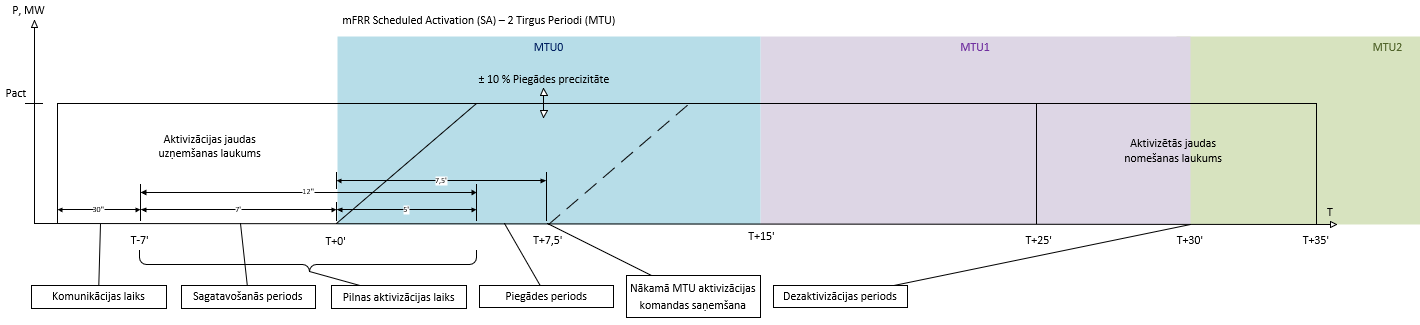 P, MW
mFRR Scheduled Activation (SA) – 2 Tirgus Periodi (MTU)
MTU0
MTU1
MTU2
± 10 % Piegādes precizitāte
Pact
Aktivizācijas jaudas
uzņemšanas laukums
Aktivizētās jaudas
nomešanas laukums
7,5'
12"
30"
7'
5'
T
T-7'
T+0'
T+7,5'
T+15'
T+25'
T+30'
T+35'
Komunikācijas laiks
Sagatavošanās periods
Pilnas aktivizācijas laiks
Piegādes periods
Nākamā MTU aktivizācijas
komandas saņemšana
Dezaktivizācijas periods